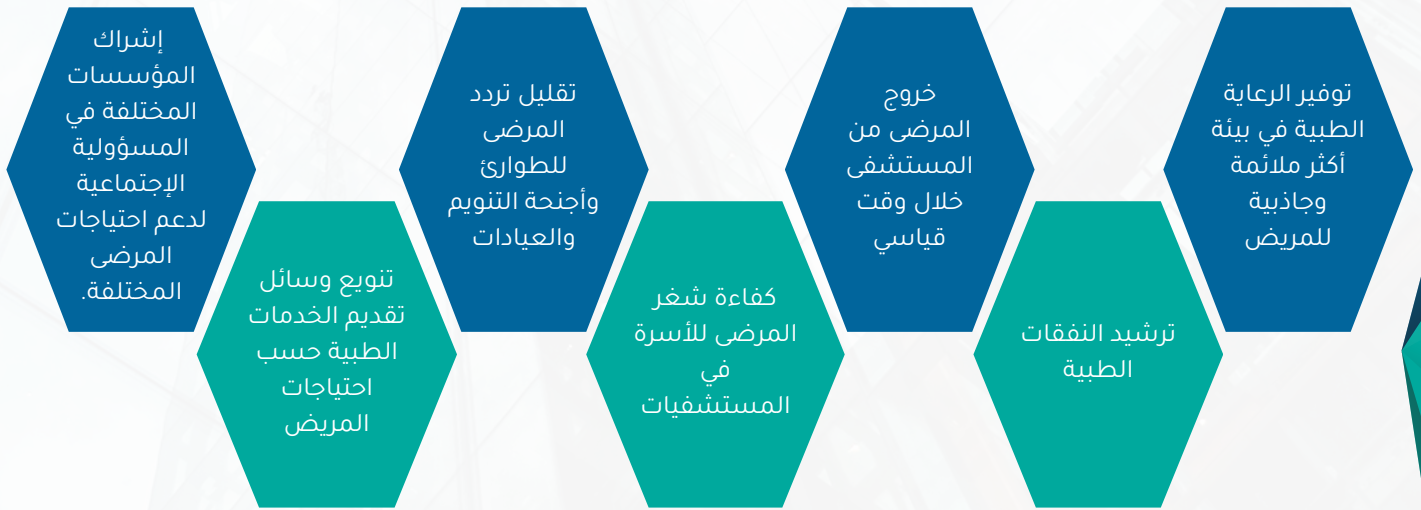 توفير الرعاية
الطبية في بيئة
أكثر ملائمة
وجاذبية
للمريض
ترشيد النفقات
الطبية
خروج
المرضى من
المستشفى
خلال وقت
قياسي
كفاءة شغر
المرضى للأسرة
في
المستشفيات
تقليل تردد
المرضى
للطوارئ
وأجنحة التنويم
والعيادات
تنويع وسائل
تقديم الخدمات
الطبية حسب
احتياجات
المريض
إشراك
المؤسسات
المختلفة في
المسؤولية
الإجتماعية
لدعم احتياجات
المرضى
المختلفة.